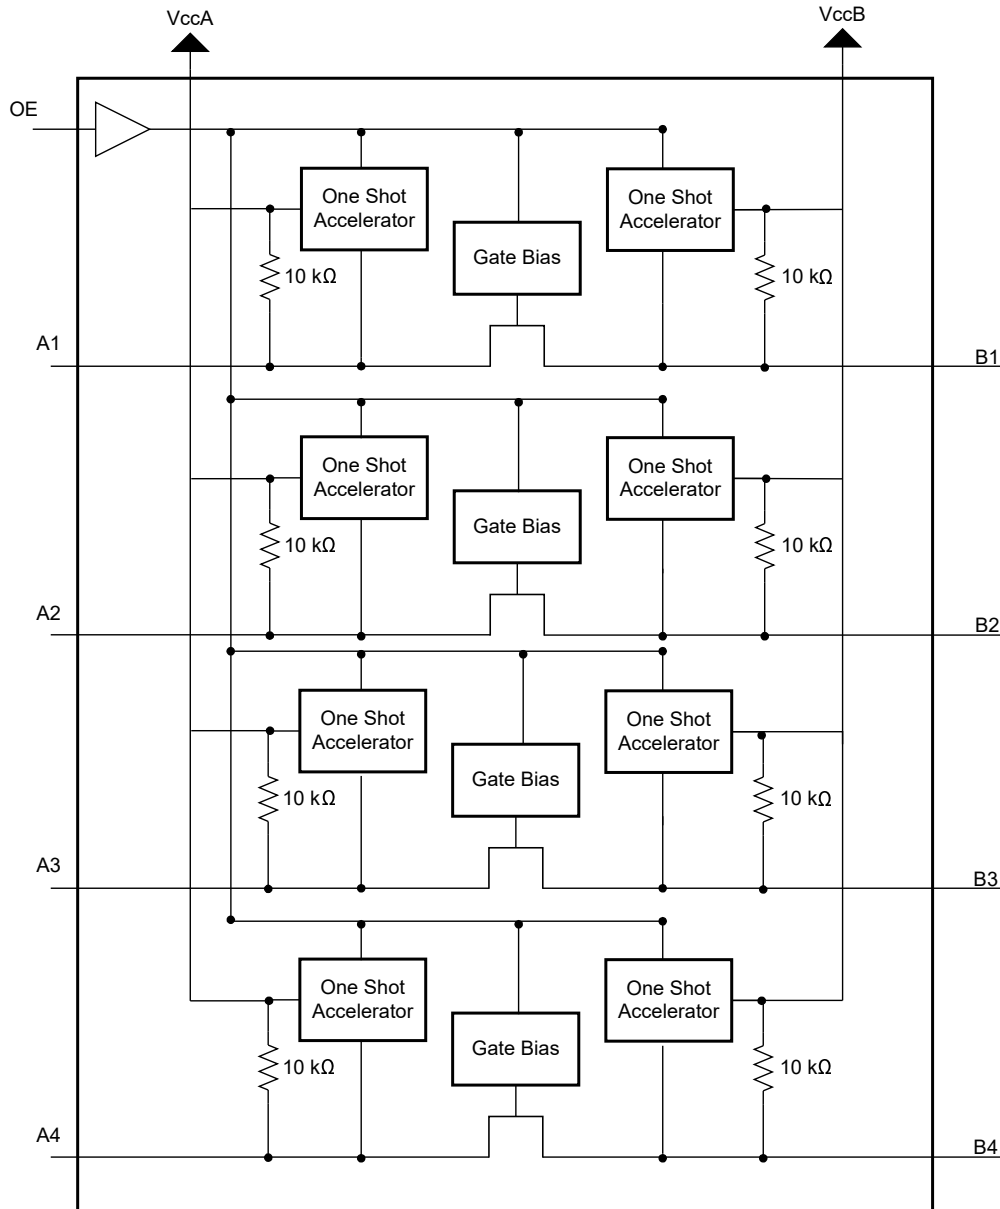 VccA
VccB
OE
One Shot
Accelerator
One Shot
Accelerator
Gate Bias
10 kΩ
10 kΩ
A1
B1
One Shot
Accelerator
One Shot
Accelerator
Gate Bias
10 kΩ
10 kΩ
A2
B2
One Shot
Accelerator
One Shot
Accelerator
Gate Bias
10 kΩ
10 kΩ
A3
B3
One Shot
Accelerator
One Shot
Accelerator
Gate Bias
10 kΩ
10 kΩ
A4
B4